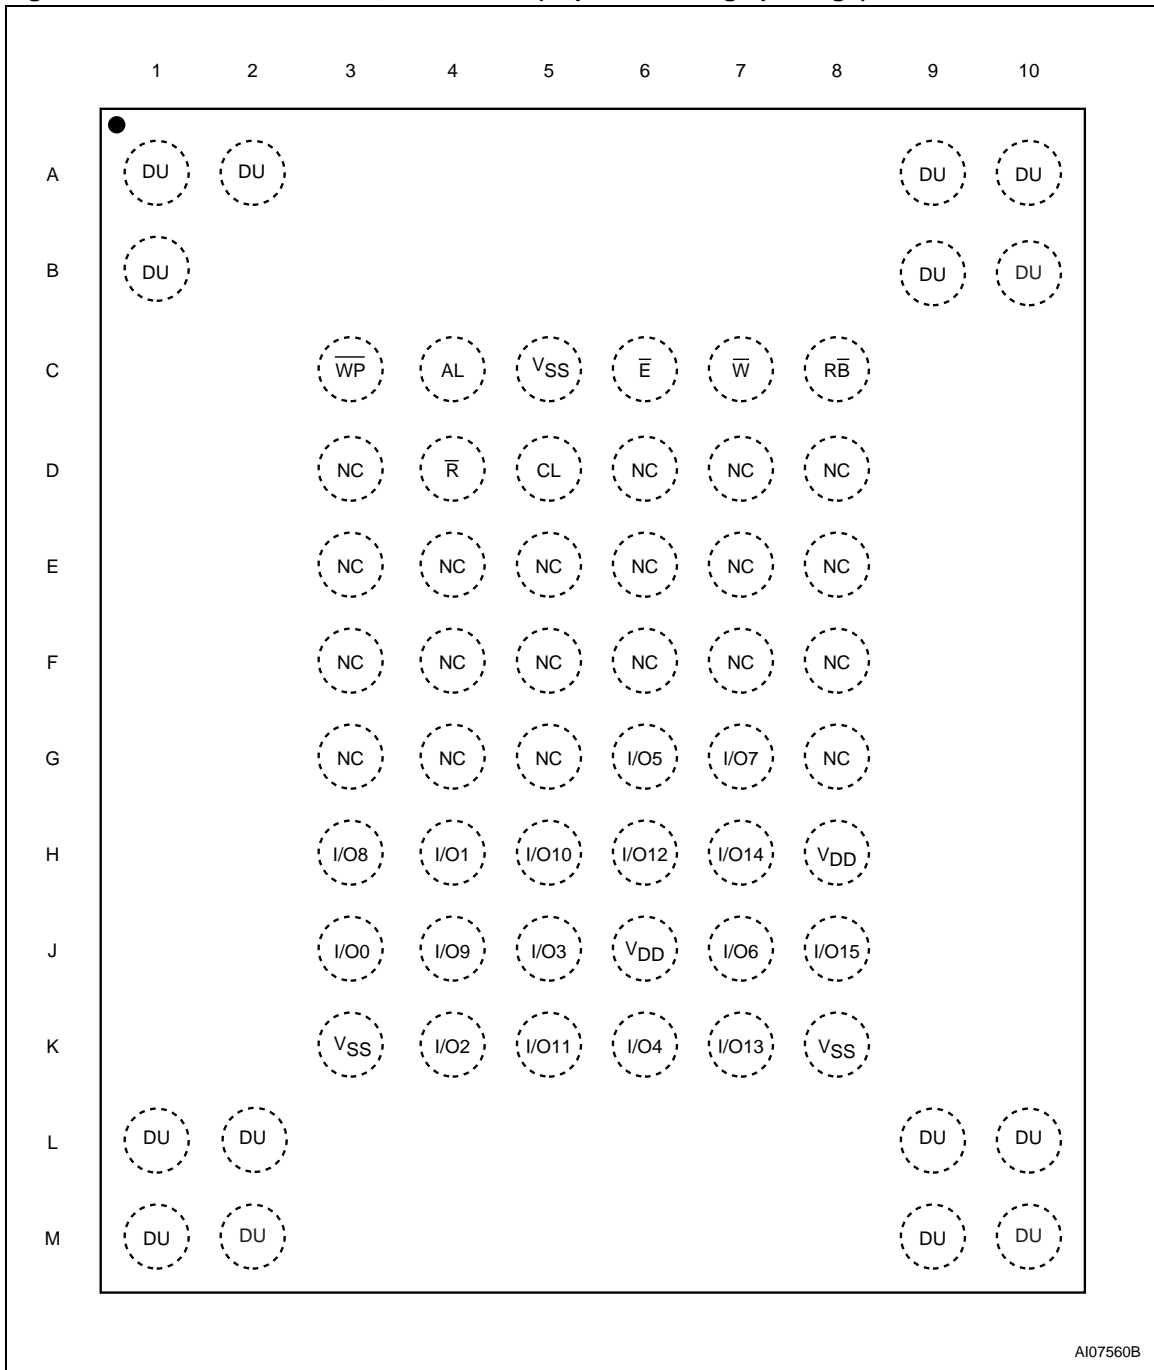 1 2 3 4 5 6 7 8 9 10
A DU DU DU DU
B DU DU DU
C W̅P̅ AL VSS E̅ W̅ RB̅
D NC R̅ CL NC NC NC
E NC NC NC NC NC NC
F NC NC NC NC NC NC
G NC NC NC I/O5 I/O7 NC
H I/O8 I/O1 I/O10 I/O12 I/O14 VDD
J I/O0 I/O9 I/O3 VDD I/O6 I/O15
K VSS I/O2 I/O11 I/O4 I/O13 VSS
L DU DU DU DU
M DU DU DU DU
AI07560B